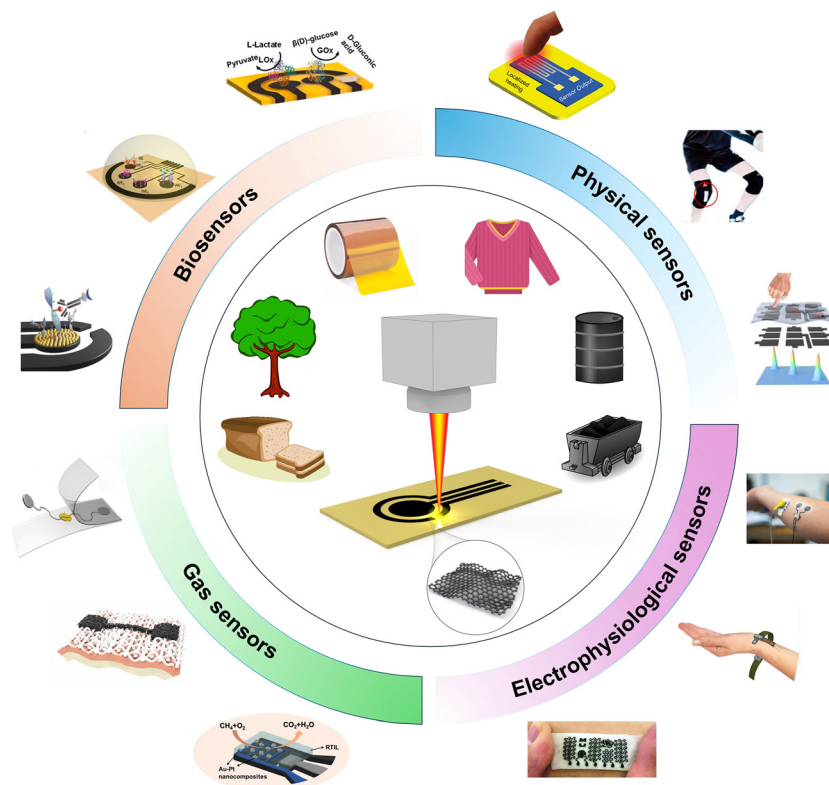 L-Lactate
β(D)-glucose
D-Gluconic
acid
Pyruvate
LOx
GOx
Localized
heating
Sensor Output
Biosensors
Physical sensors
Gas sensors
Electrophysiological sensors
CH₄+O₂
CO₂+H₂O
RTIL
Au-Pt
nanocomposites